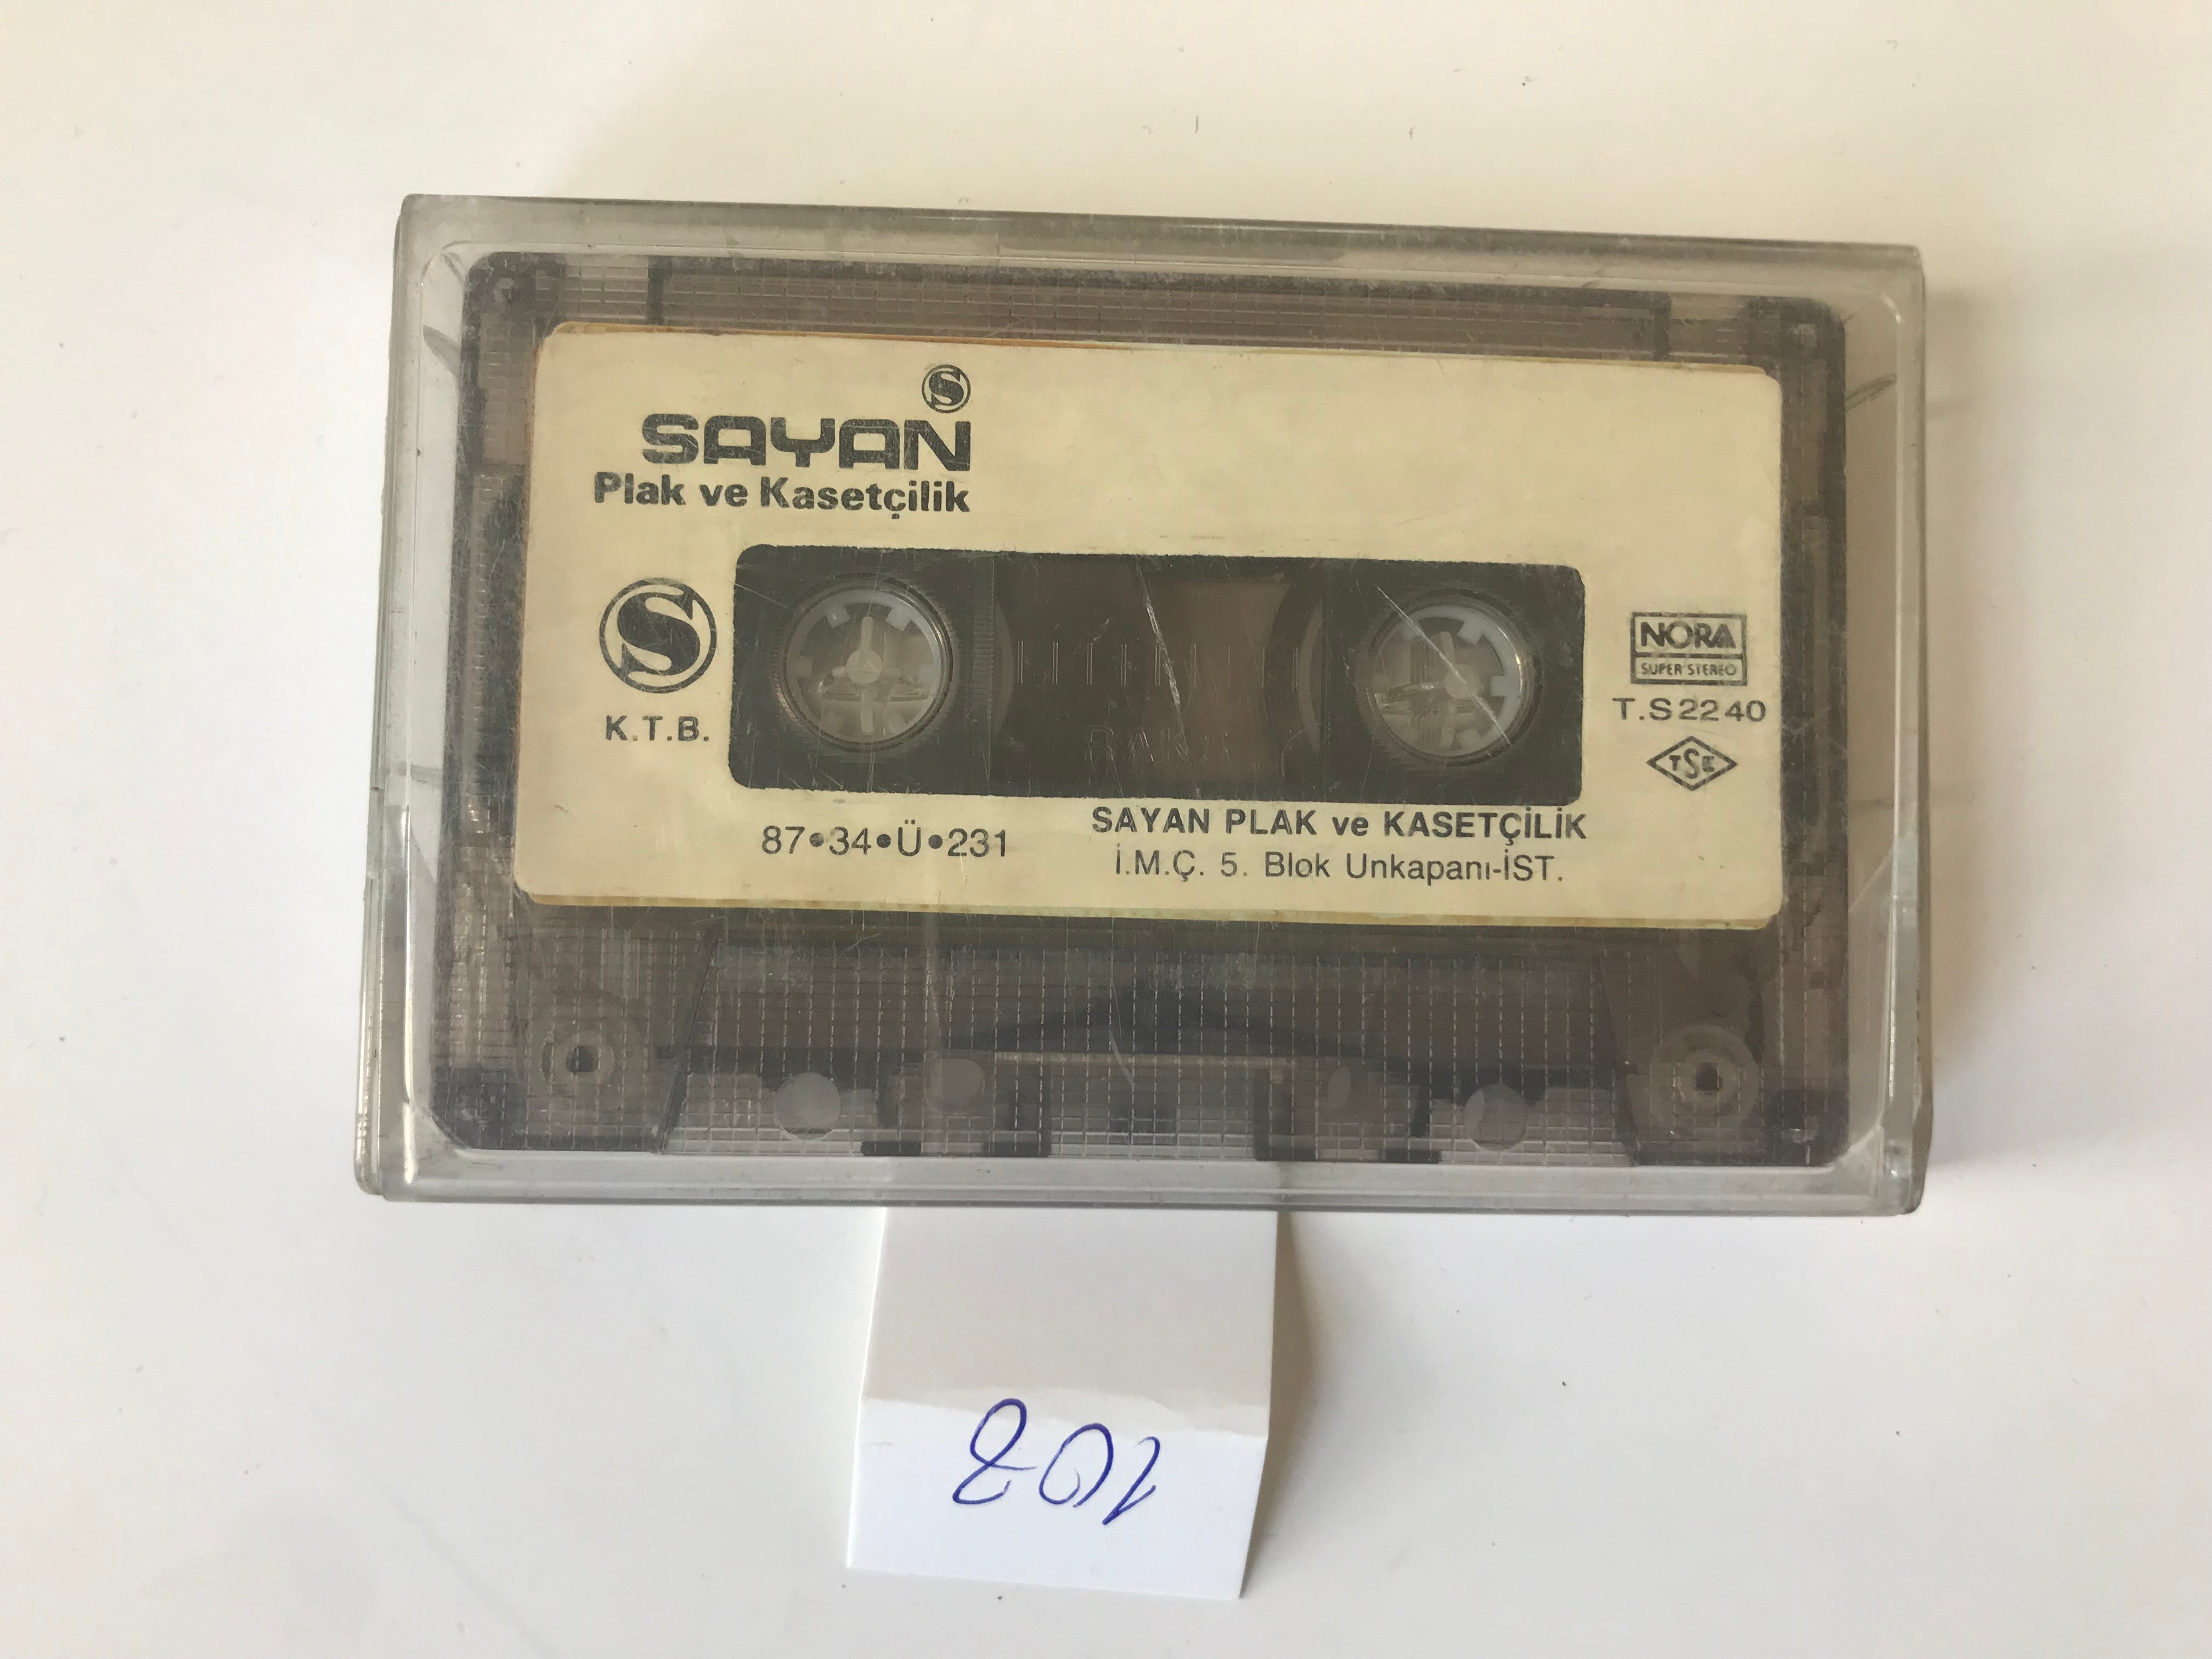 S
SAYAN
Plak ve Kasetçilik
S
K.T.B.
NORA
SUPER STEREO
T.S 2240
TSE
87•34•Ü•231
SAYAN PLAK ve KASETÇİLİK
İ.M.Ç. 5. Blok Unkapanı-İST.
108